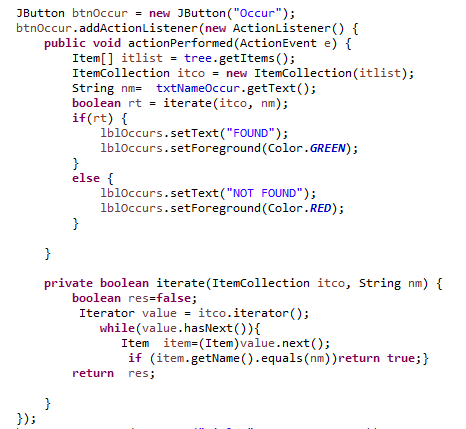 JButton btnOccur = new JButton("Occur");
btnOccur.addActionListener(new ActionListener() {
    public void actionPerformed(ActionEvent e) {
        Item[] itlist = tree.getItems();
        ItemCollection itco = new ItemCollection(itlist);
        String nm=  txtNameOccur.getText();
        boolean rt = iterate(itco, nm);
        if(rt) {
            lblOccurs.setText("FOUND");
            lblOccurs.setForeground(Color.GREEN);
        }
        else {
            lblOccurs.setText("NOT FOUND");
            lblOccurs.setForeground(Color.RED);
        }
    }
    private boolean iterate(ItemCollection itco, String nm) {
        boolean res=false;
         Iterator value = itco.iterator();
            while(value.hasNext()){
               Item  item=(Item)value.next();
                if (item.getName().equals(nm))return true;}
        return  res;
    }
});